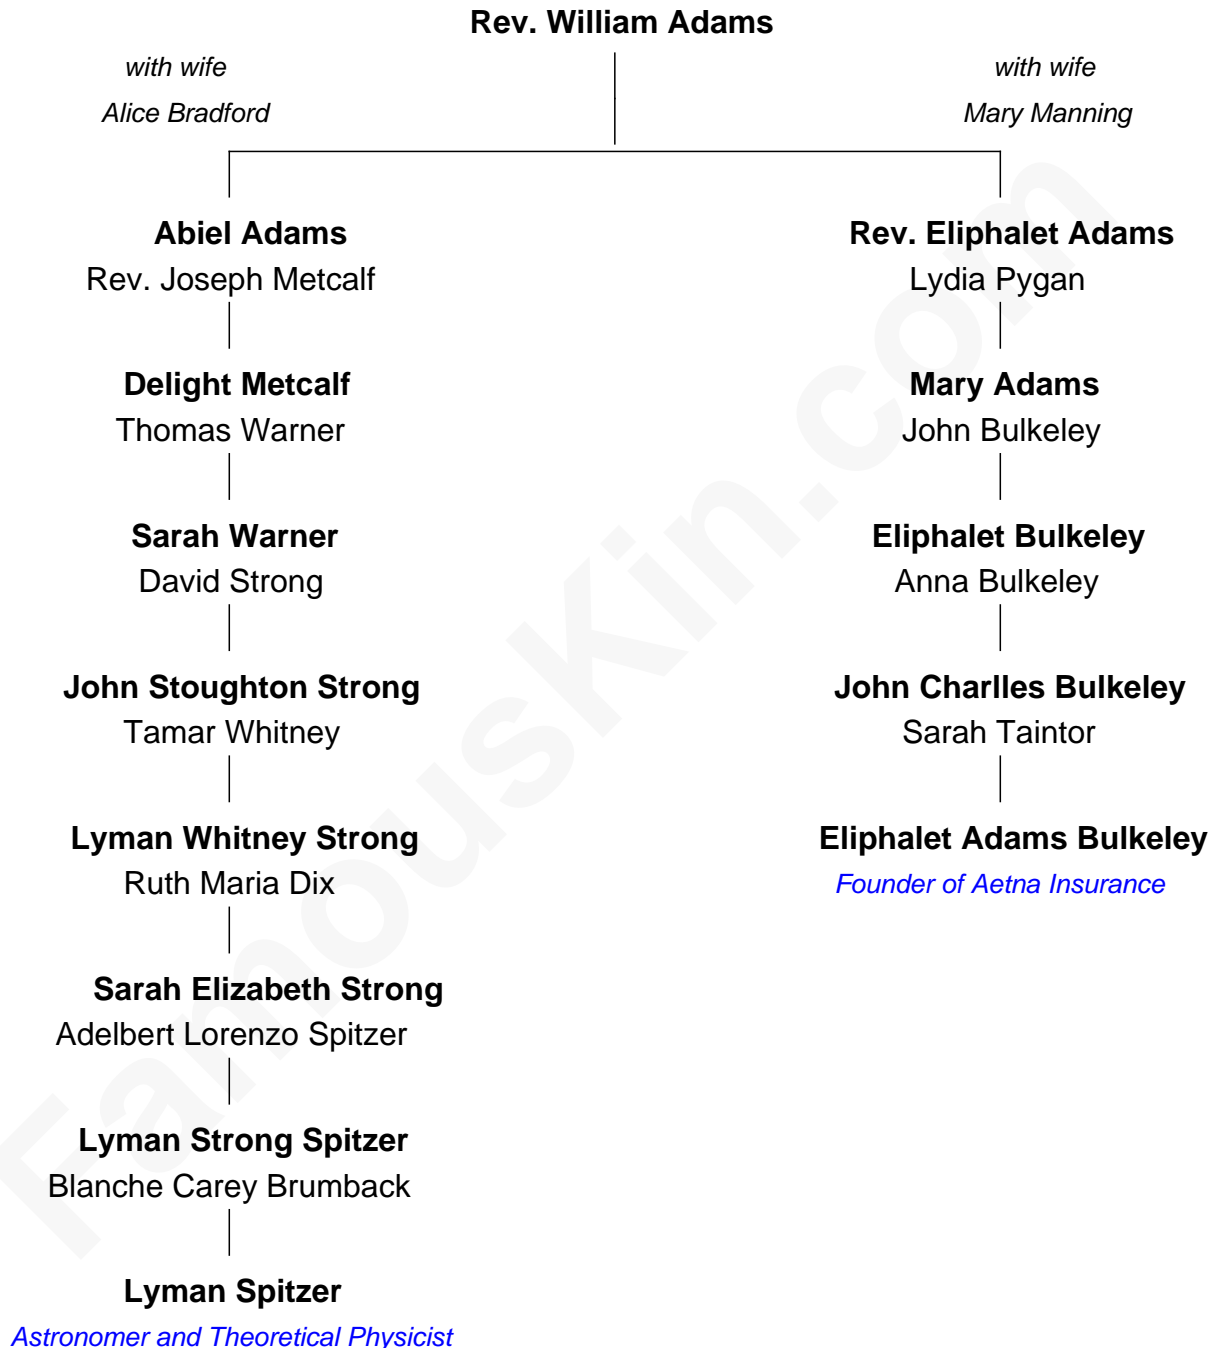 Rev. William Adams
with wife
Alice Bradford
with wife
Mary Manning
Abiel Adams
Rev. Joseph Metcalf
Delight Metcalf
Thomas Warner
Sarah Warner
David Strong
John Stoughton Strong
Tamar Whitney
Lyman Whitney Strong
Ruth Maria Dix
Sarah Elizabeth Strong
Adelbert Lorenzo Spitzer
Lyman Strong Spitzer
Blanche Carey Brumback
Lyman Spitzer
Astronomer and Theoretical Physicist
Rev. Eliphalet Adams
Lydia Pygan
Mary Adams
John Bulkeley
Eliphalet Bulkeley
Anna Bulkeley
John Charlles Bulkeley
Sarah Taintor
Eliphalet Adams Bulkeley
Founder of Aetna Insurance
FamousKin.com